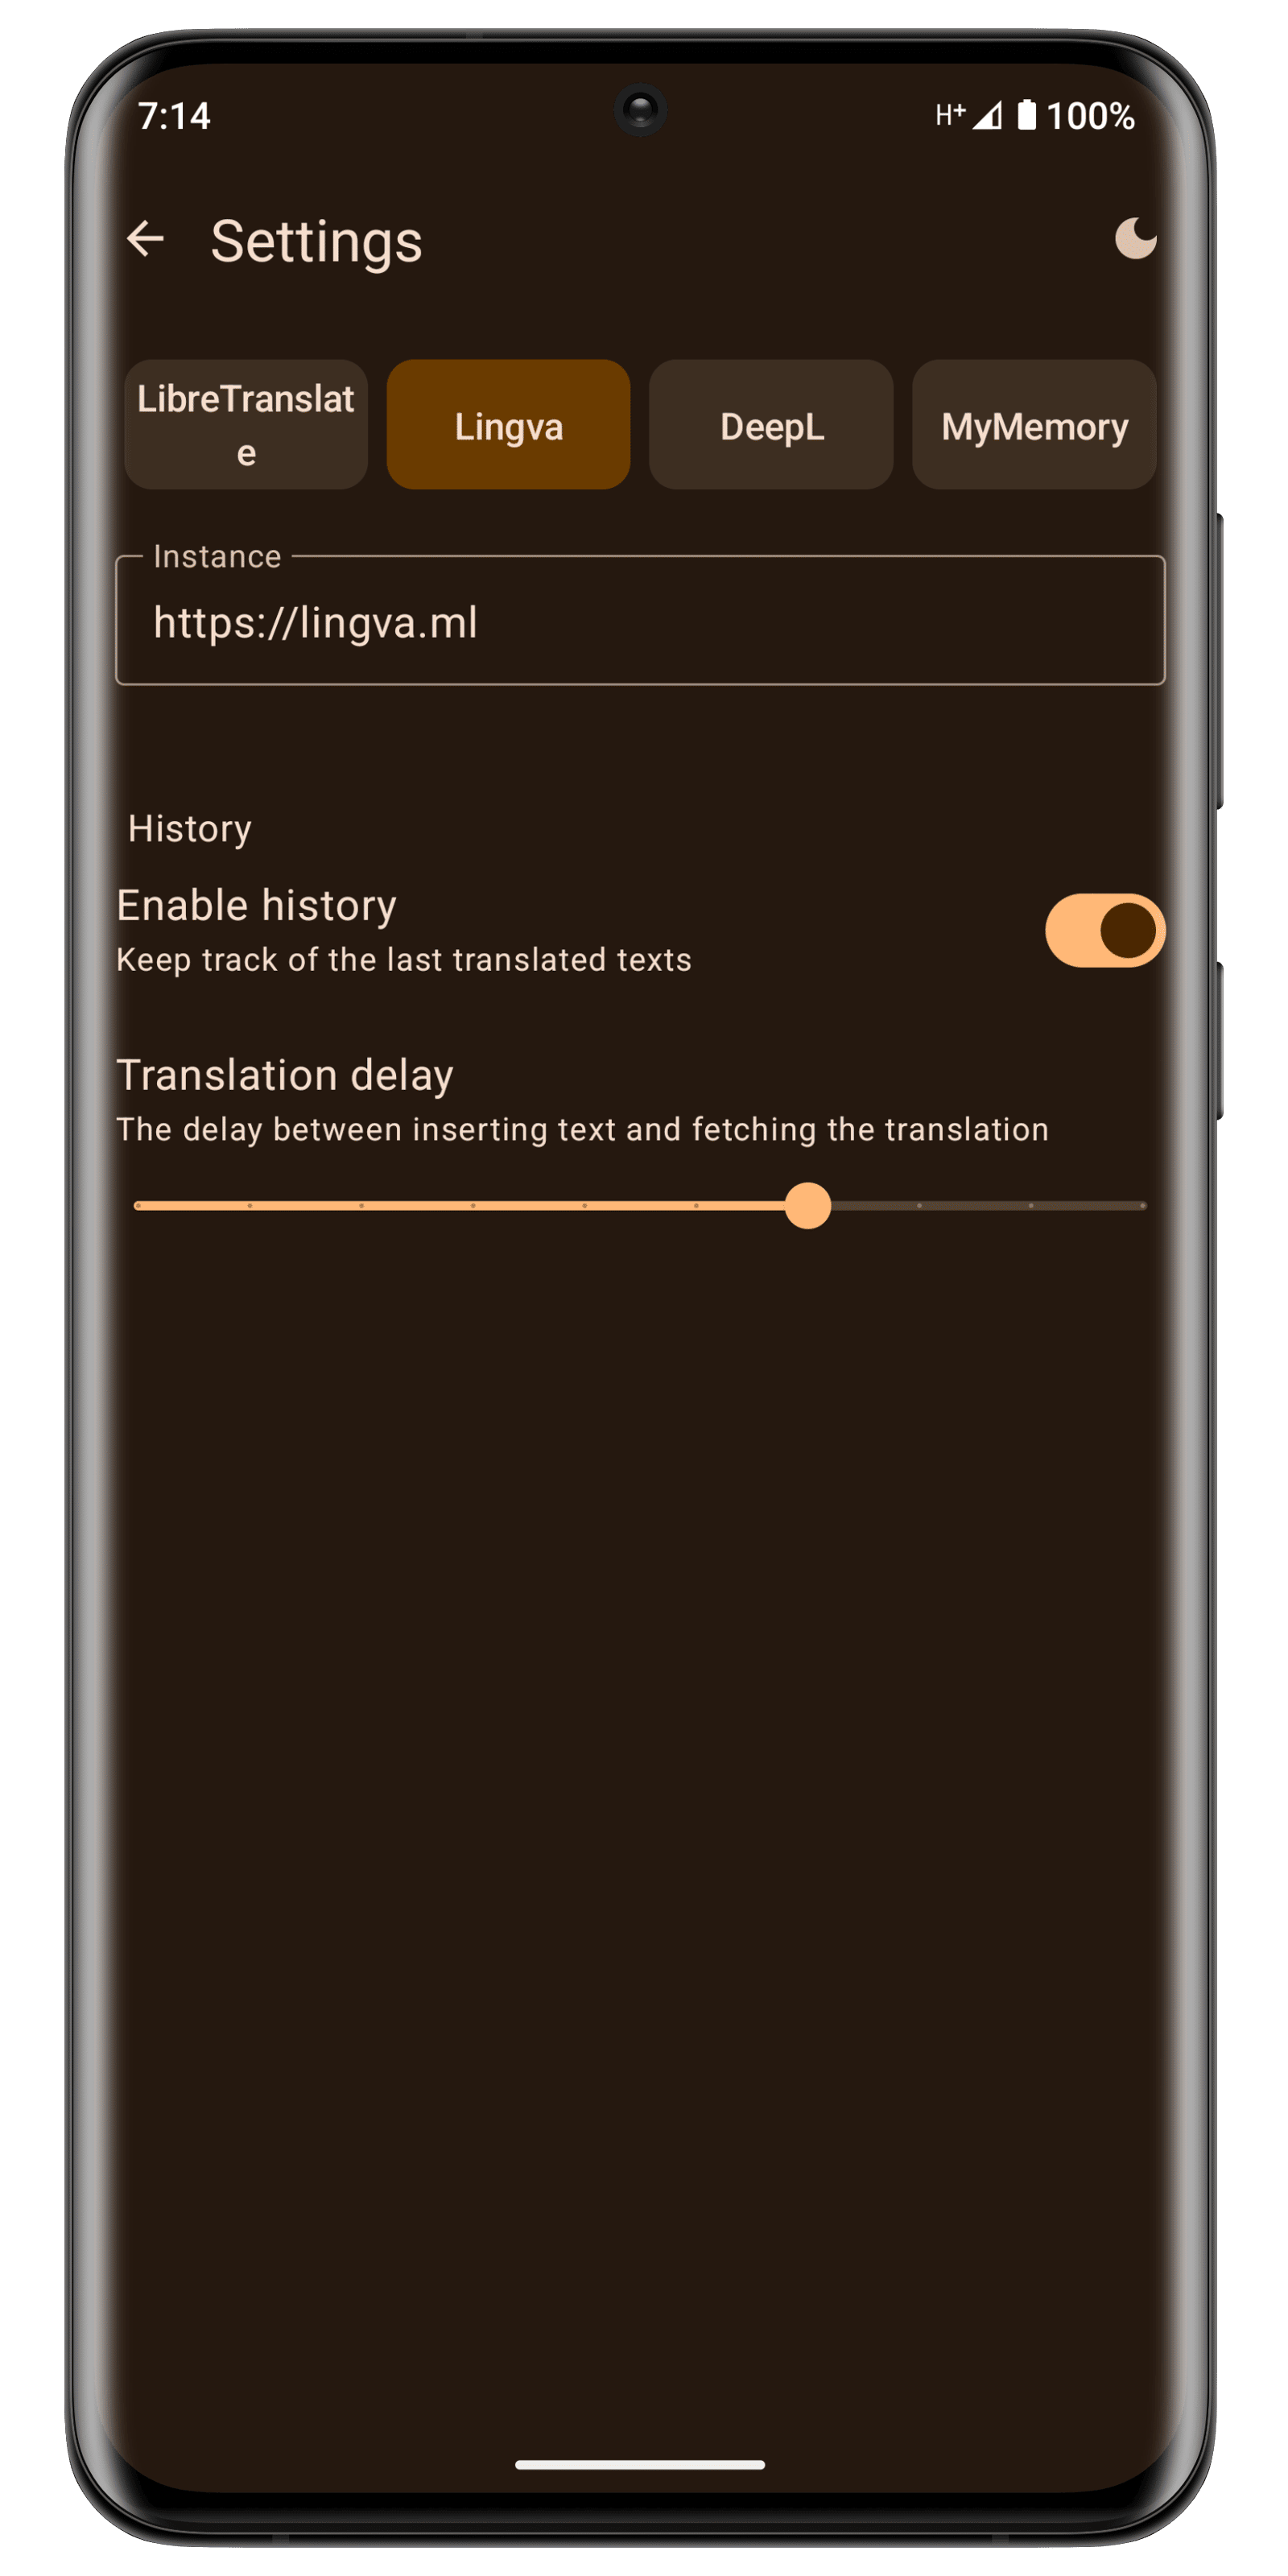 7:14 H+ 100%
Settings
LibreTranslat
e
Lingva
DeepL
MyMemory
Instance
https://lingva.ml
History
Enable history
Keep track of the last translated texts
Translation delay
The delay between inserting text and fetching the translation